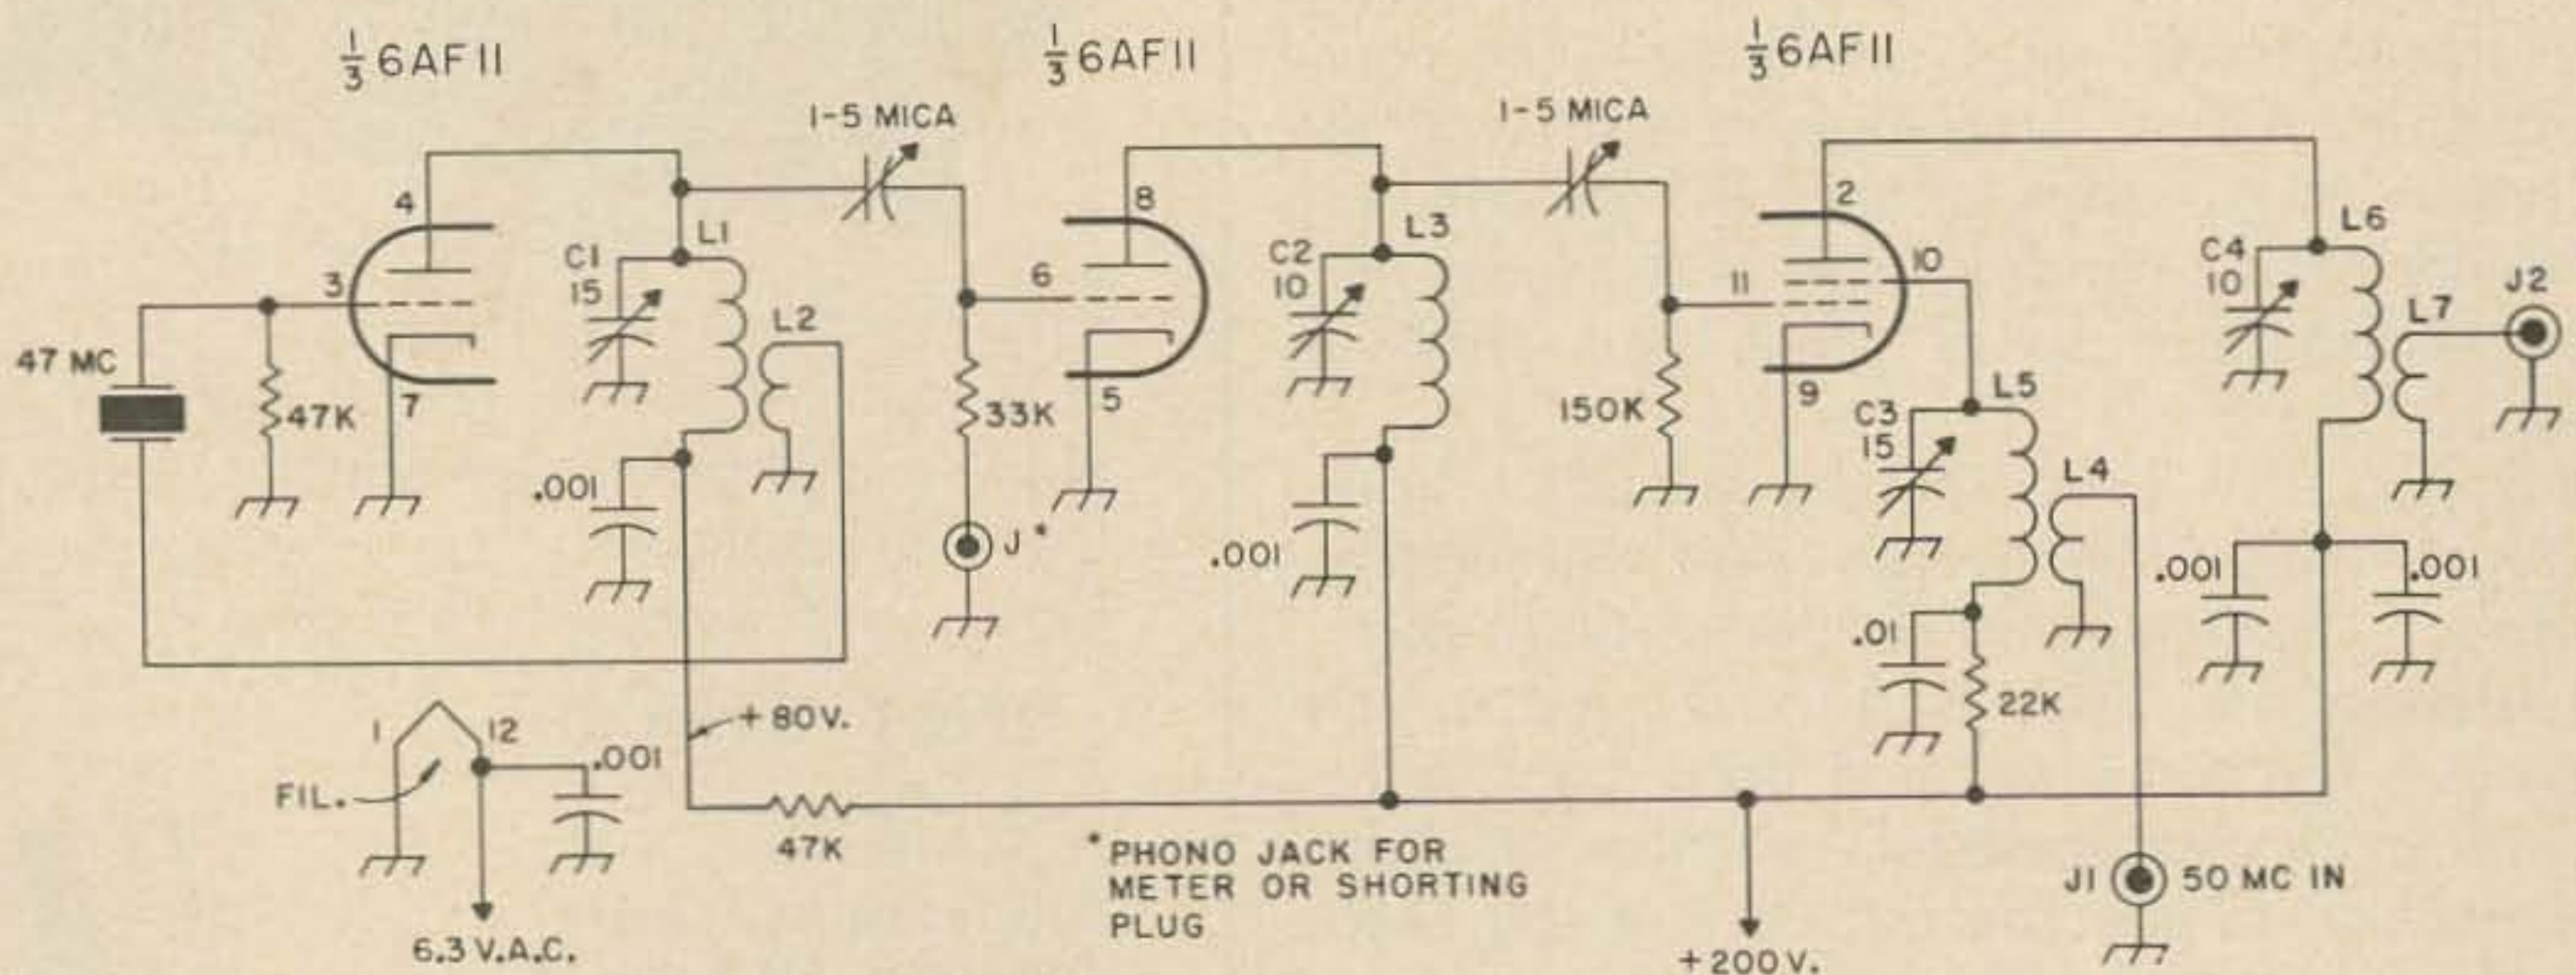 1/3 6AF11
1/3 6AF11
1/3 6AF11
1-5 MICA
1-5 MICA
4
8
2
L1
L3
L6
C1
15
C2
10
C4
10
J2
3
6
11
10
L2
L7
47 MC
47K
7
33K
5
150K
9
C3
15
L5
L4
.001
J*
.001
.001
.001
.01
22K
1
12
+80V.
.001
FIL.
47K
*PHONO JACK FOR
METER OR SHORTING
PLUG
J1
50 MC IN
6.3 V.A.C.
+200V.